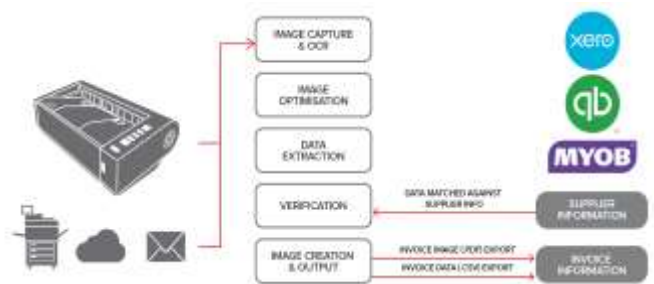 IMAGE CAPTURE
& OCR
xero
IMAGE
OPTIMISATION
qb
DATA
EXTRACTION
MYOB
VERIFICATION
DATA MATCHED AGAINST
SUPPLIER INFO
SUPPLIER
INFORMATION
IMAGE CREATION
& OUTPUT
INVOICE IMAGE (.PDF) EXPORT
INVOICE DATA (.CSV) EXPORT
INVOICE
INFORMATION